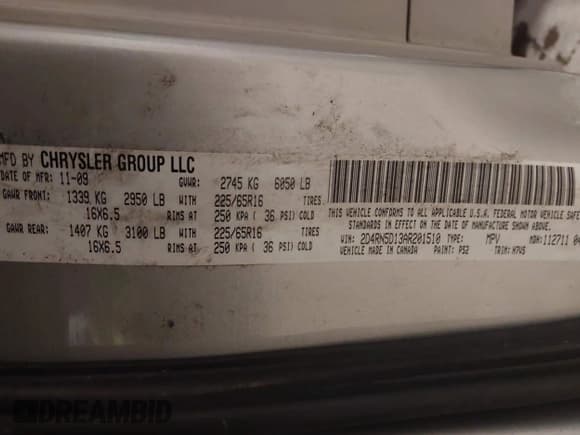 MFD BY CHRYSLER GROUP LLC
DATE OF MFR: 11-09 GVWR: 2745 KG 6050 LB
GAWR FRONT: 1339 KG 2950 LB WITH 225/65R16 TIRES
16X6.5 RIMS AT 250 KPA ( 36 PSI) COLD
GAWR REAR: 1407 KG 3100 LB WITH 225/65R16 TIRES
16X6.5 RIMS AT 250 KPA ( 36 PSI) COLD
THIS VEHICLE CONFORMS TO ALL APPLICABLE U.S.A. FEDERAL MOTOR VEHICLE SAFE
STANDARDS IN EFFECT ON THE DATE OF MANUFACTURE SHOWN ABOVE.
VIN: 2D4RN5D13AR201510 TYPE: MPV MDH: 112711 04
VEHICLE MADE IN CANADA PAINT: PS2 TRIM: H7VS
DREAMBID